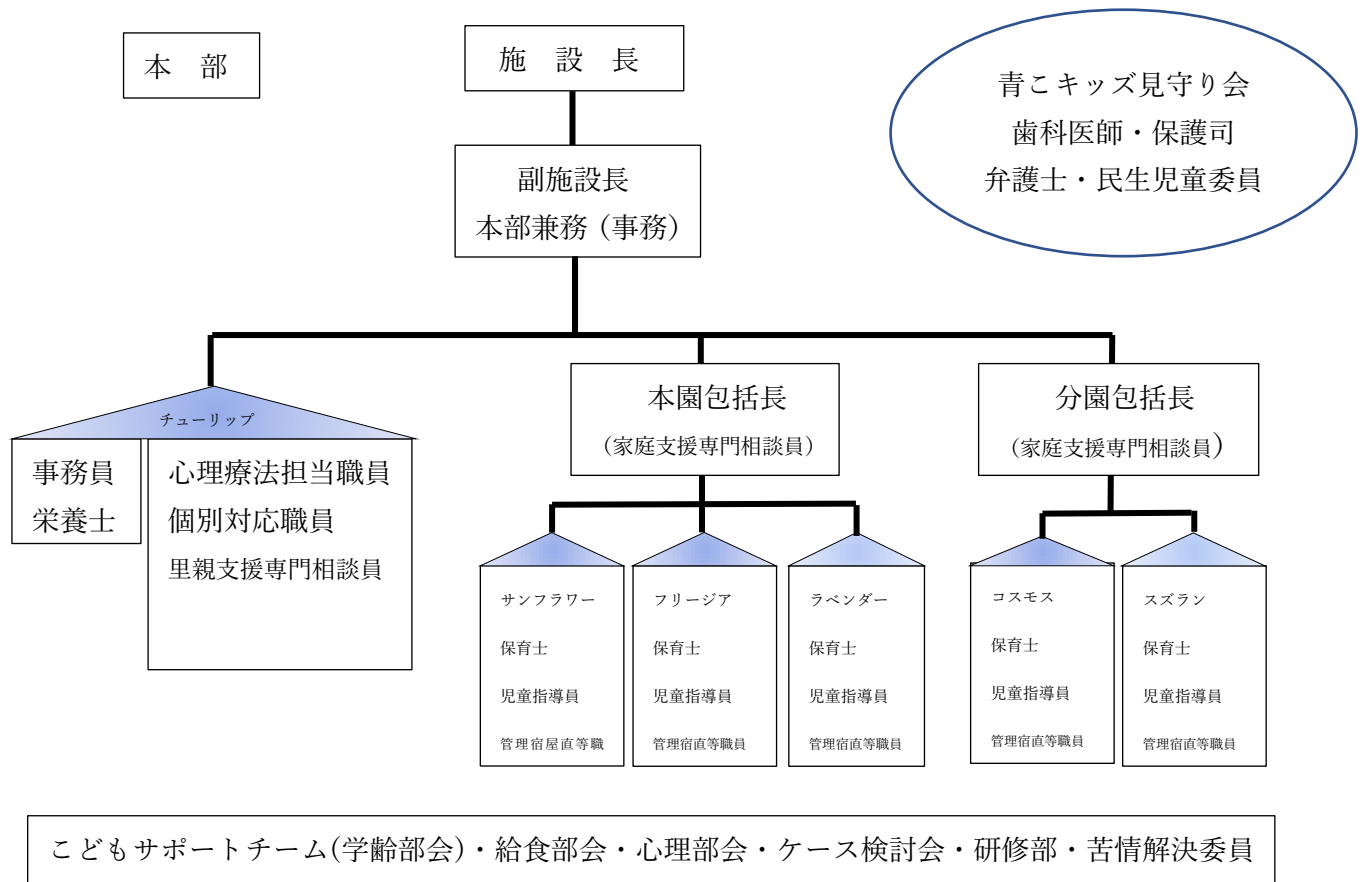 本　部
施　設　長
青こキッズ見守り会
歯科医師・保護司
弁護士・民生児童委員
副施設長
本部兼務（事務）
チューリップ
事務員
栄養士
心理療法担当職員
個別対応職員
里親支援専門相談員
本園包括長
(家庭支援専門相談員）
分園包括長
(家庭支援専門相談員）
サンフラワー
保育士
児童指導員
管理宿屋直等職
フリージア
保育士
児童指導員
管理宿直等職員
ラベンダー
保育士
児童指導員
管理宿直等職員
コスモス
保育士
児童指導員
管理宿直等職員
スズラン
保育士
児童指導員
管理宿直等職員
こどもサポートチーム(学齢部会)・給食部会・心理部会・ケース検討会・研修部・苦情解決委員